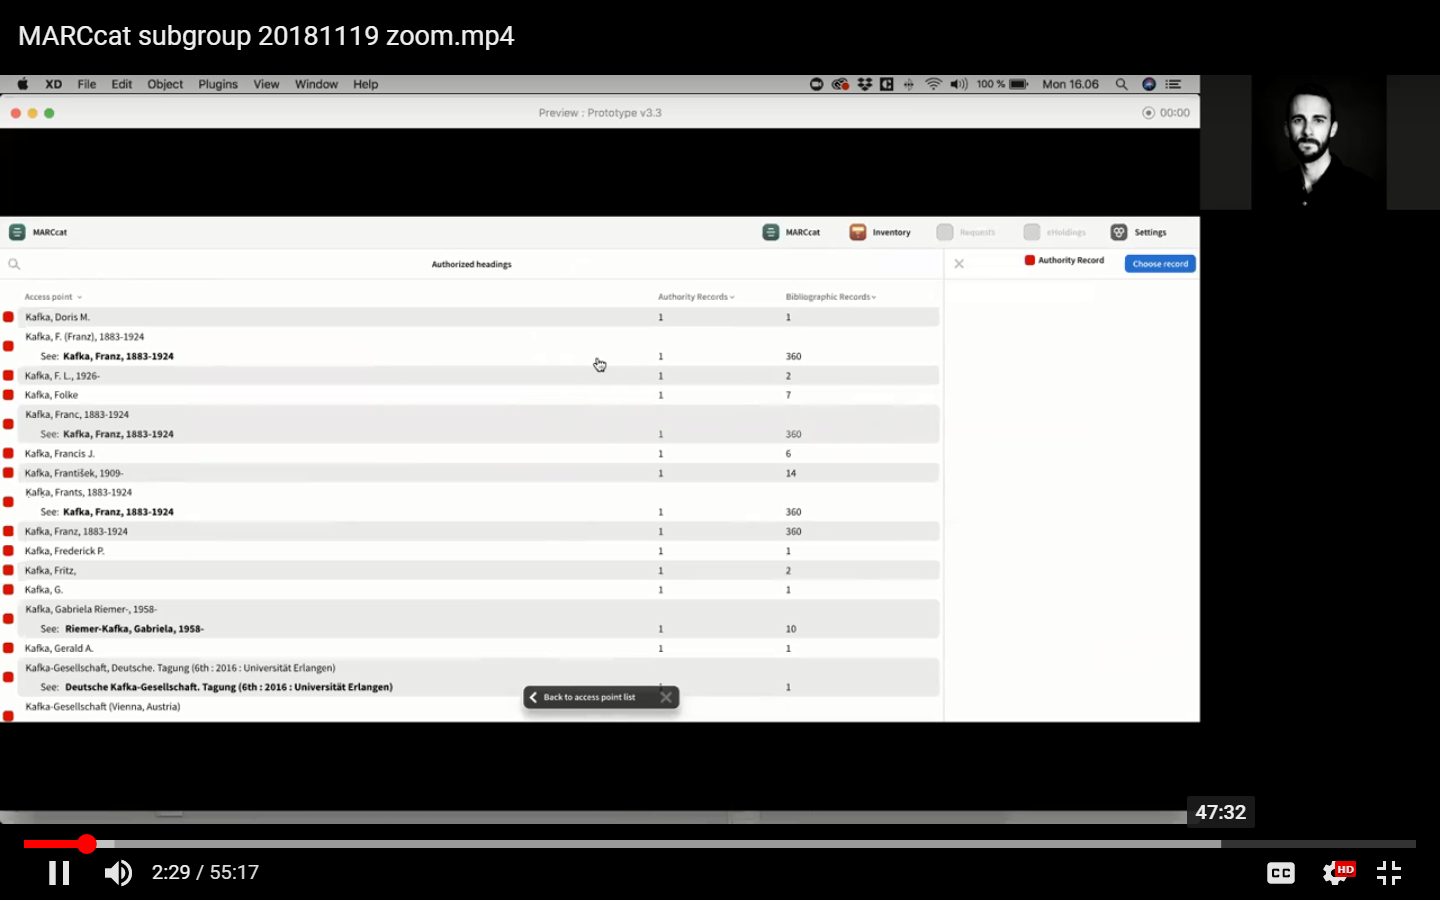 MARCcat subgroup 20181119 zoom.mp4
XD File Edit Object Plugins View Window Help 100 % Mon 16.06
Preview : Prototype v3.3 00:00
MARCcat MARCcat Inventory Requests eHoldings Settings
Authorized headings Authority Record Choose record
Access point Authority Records Bibliographic Records
Kafka, Doris M. 1 1
Kafka, F. (Franz), 1883-1924
See: Kafka, Franz, 1883-1924 1 360
Kafka, F. L., 1926- 1 2
Kafka, Folke 1 7
Kafka, Franc, 1883-1924
See: Kafka, Franz, 1883-1924 1 360
Kafka, Francis J. 1 6
Kafka, František, 1909- 1 14
Ķafḳa, Frants, 1883-1924
See: Kafka, Franz, 1883-1924 1 360
Kafka, Franz, 1883-1924 1 360
Kafka, Frederick P. 1 1
Kafka, Fritz, 1 2
Kafka, G. 1 1
Kafka, Gabriela Riemer-, 1958-
See: Riemer-Kafka, Gabriela, 1958- 1 10
Kafka, Gerald A. 1 1
Kafka-Gesellschaft, Deutsche. Tagung (6th : 2016 : Universität Erlangen)
See: Deutsche Kafka-Gesellschaft. Tagung (6th : 2016 : Universität Erlangen) 1
Back to access point list
Kafka-Gesellschaft (Vienna, Austria)
47:32
2:29 / 55:17
CC HD